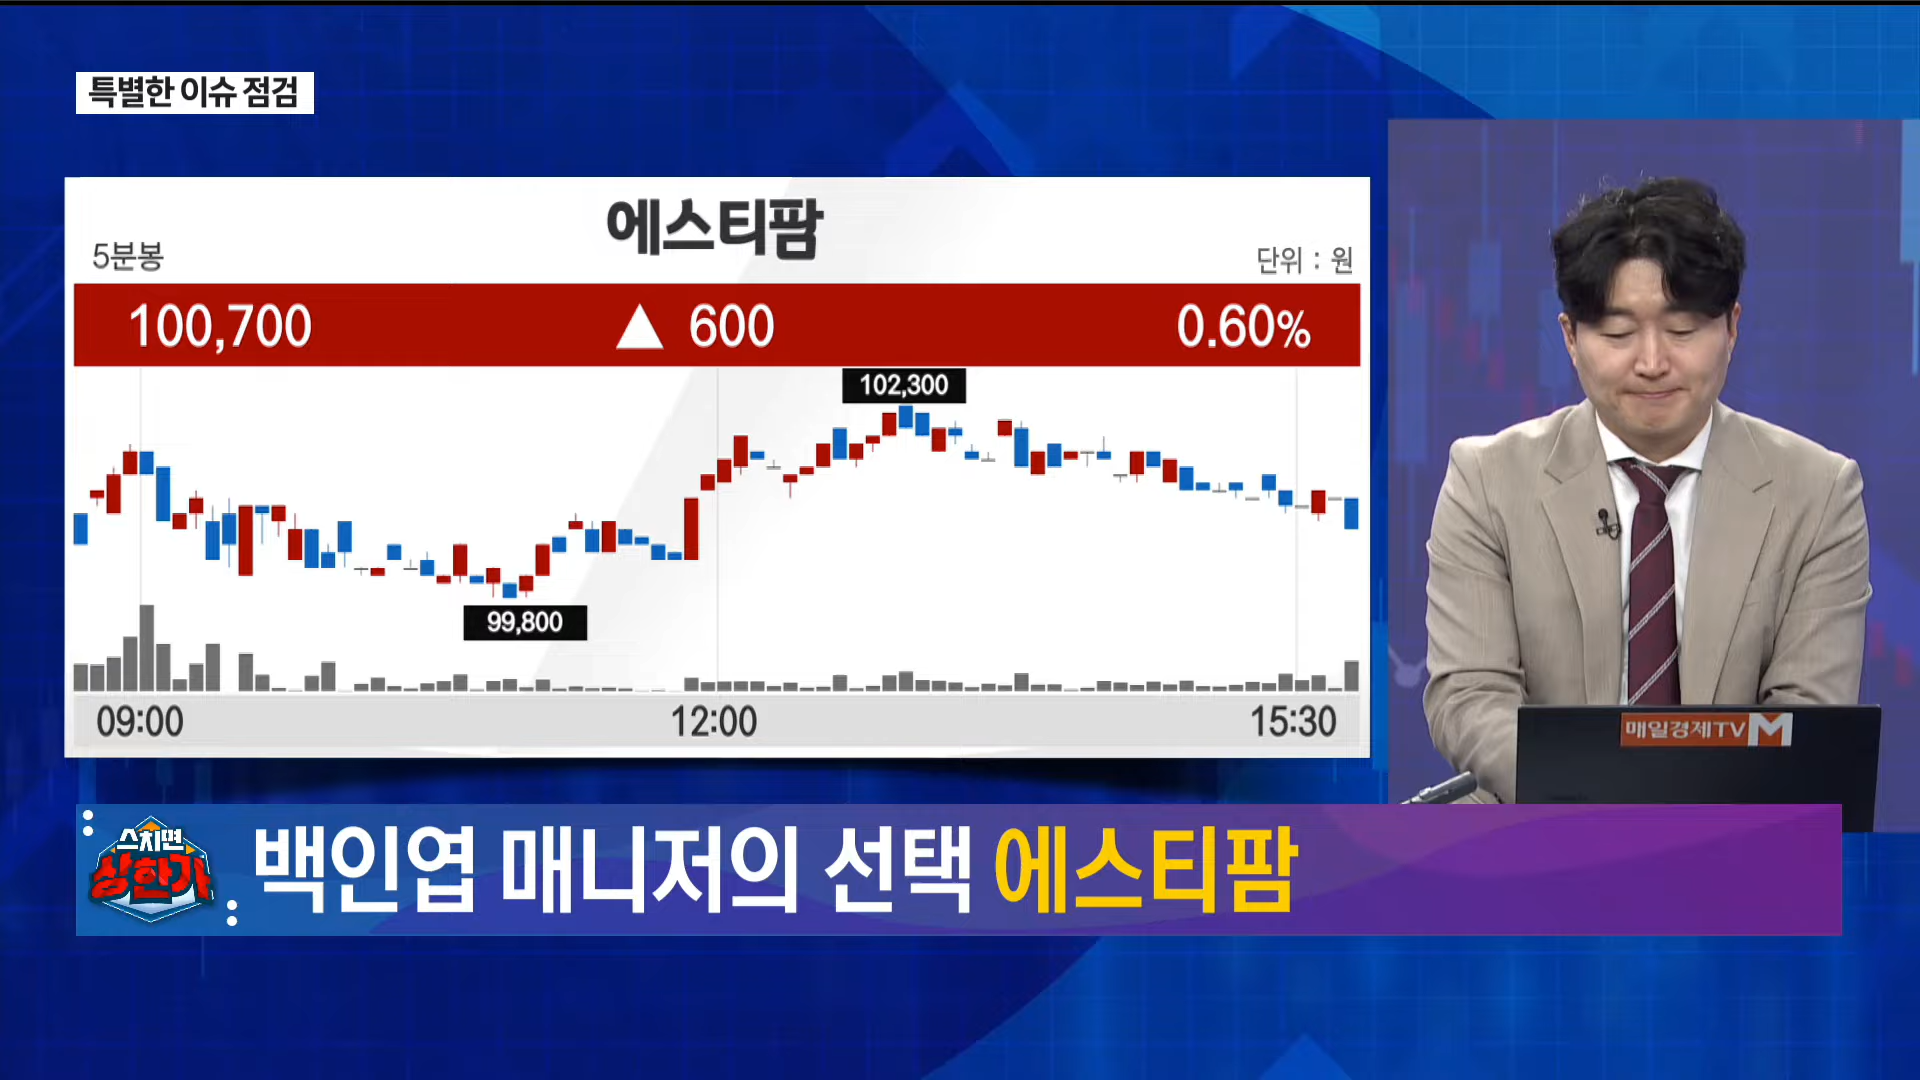 특별한 이슈 점검
에스티팜
5분봉
단위 : 원
100,700 ▲ 600 0.60%
102,300
99,800
09:00 12:00 15:30
매일경제TV M
스치면
상한가
백인엽 매니저의 선택 에스티팜